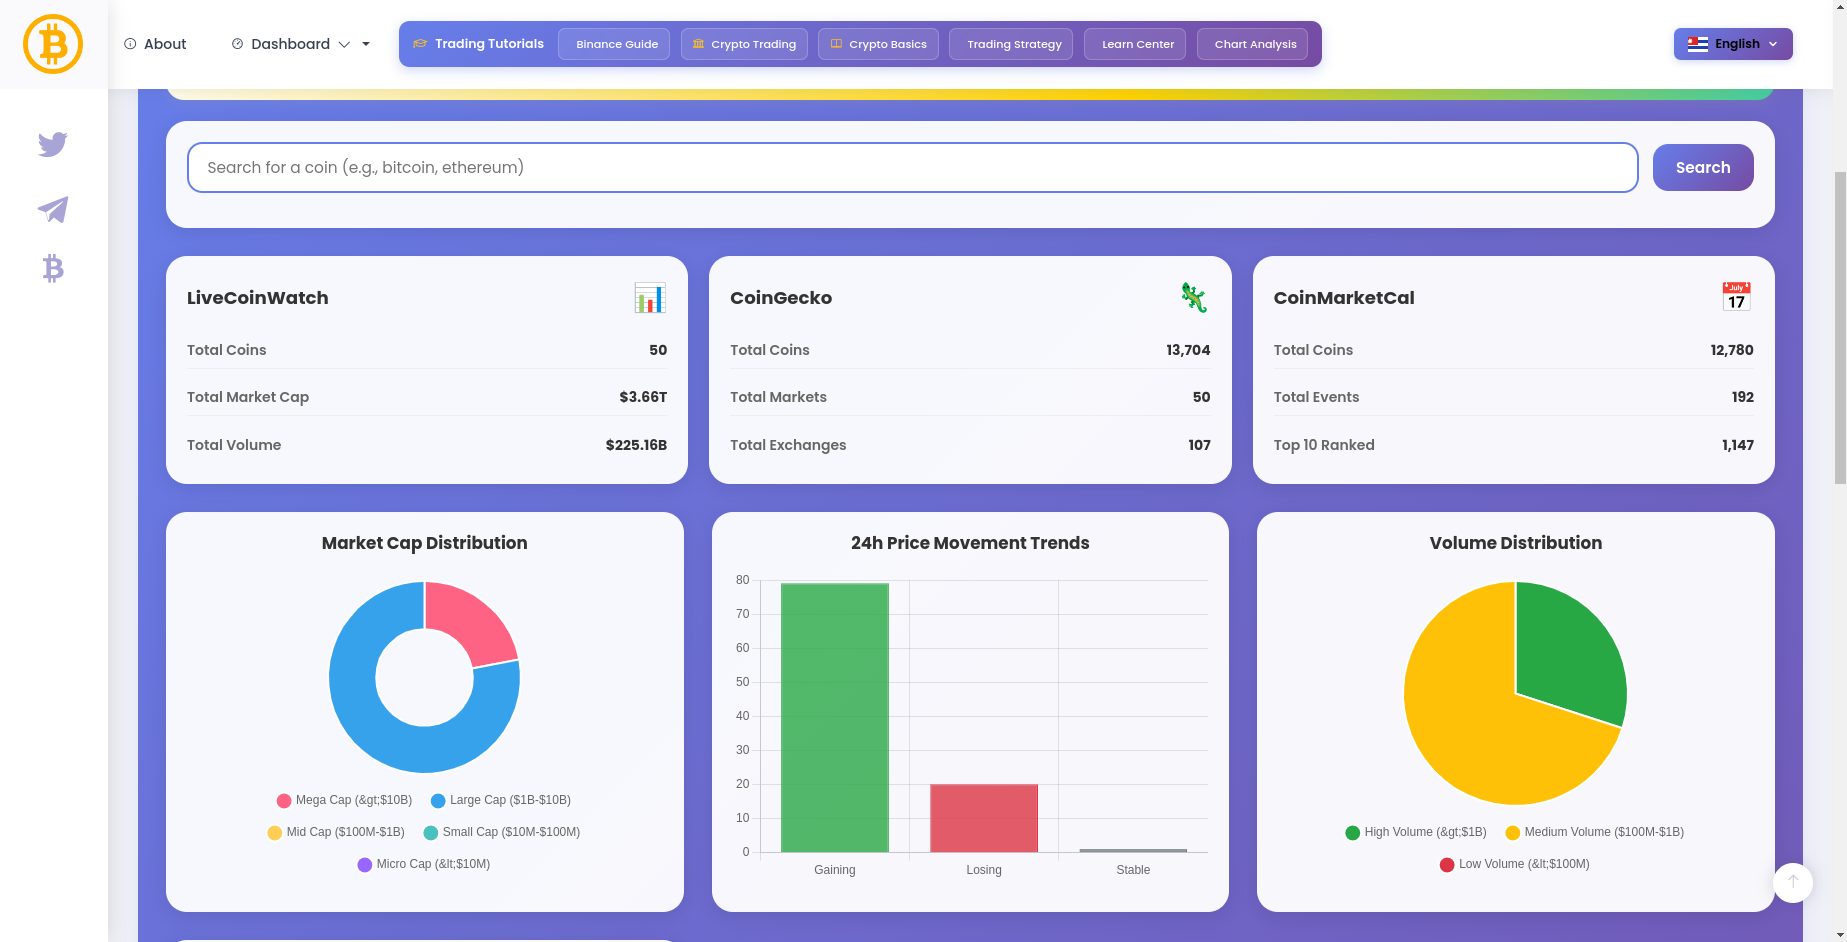 About
Dashboard
Trading Tutorials
Binance Guide
Crypto Trading
Crypto Basics
Trading Strategy
Learn Center
Chart Analysis
English
Search for a coin (e.g., bitcoin, ethereum)
Search
LiveCoinWatch
Total Coins 50
Total Market Cap $3.66T
Total Volume $225.16B
CoinGecko
Total Coins 13,704
Total Markets 50
Total Exchanges 107
CoinMarketCal
July
17
Total Coins 12,780
Total Events 192
Top 10 Ranked 1,147
Market Cap Distribution
Mega Cap (&gt;$10B) Large Cap ($1B-$10B)
Mid Cap ($100M-$1B) Small Cap ($10M-$100M)
Micro Cap (&lt;$10M)
24h Price Movement Trends
80
70
60
50
40
30
20
10
0
Gaining Losing Stable
Volume Distribution
High Volume (&gt;$1B) Medium Volume ($100M-$1B)
Low Volume (&lt;$100M)